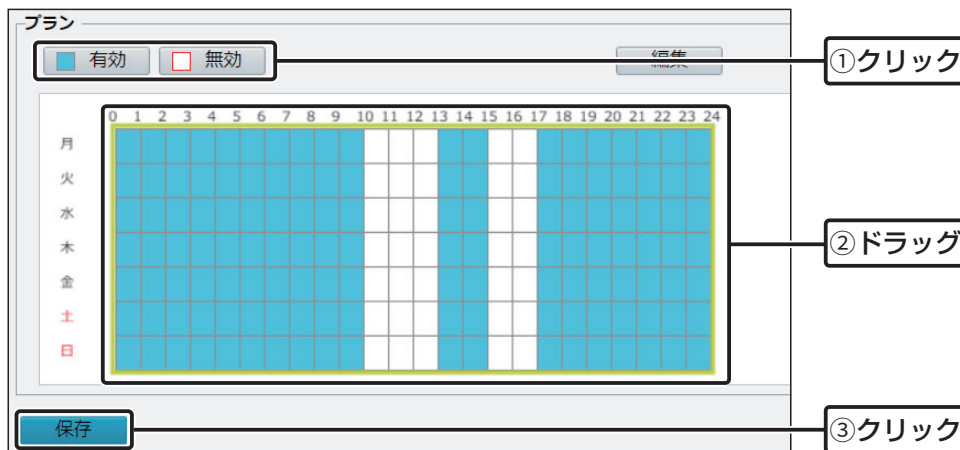 プラン
有効 無効 編集
①クリック
0 1 2 3 4 5 6 7 8 9 10 11 12 13 14 15 16 17 18 19 20 21 22 23 24
月
火
水
木
②ドラッグ
金
土
日
保存
③クリック